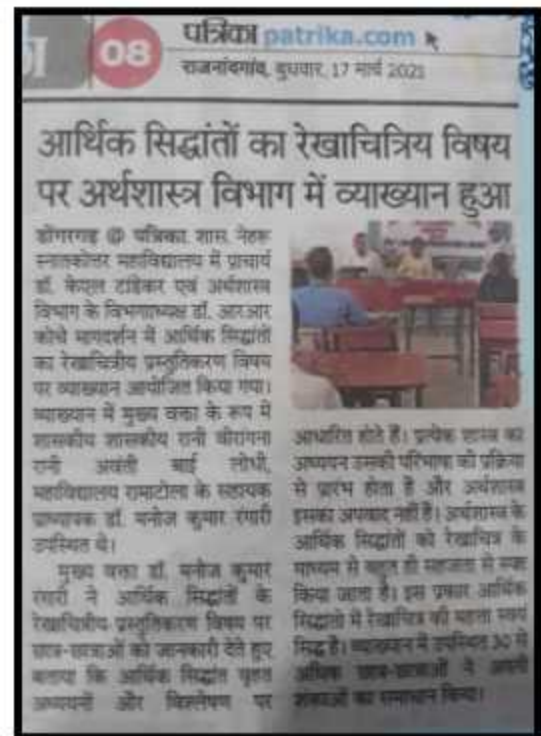 08
पत्रिका patrika.com
राजनांदगांव, बुधवार, 17 मार्च 2021
आर्थिक सिद्धांतों का रेखाचित्रिय विषय
पर अर्थशास्त्र विभाग में व्याख्यान हुआ
डोंगरगढ़ @ पत्रिका. शास. नेहरू
स्नातकोत्तर महाविद्यालय में प्राचार्य
डॉ. केएल टांडेकर एवं अर्थशास्त्र
विभाग के विभागाध्यक्ष डॉ. आरआर
कोचे मागदर्शन में आर्थिक सिद्धांतों
का रेखाचित्रीय प्रस्तुतिकरण विषय
पर व्याख्यान आयोजित किया गया।
व्याख्यान में मुख्य वक्ता के रूप में
शासकीय शासकीय रानी वीरांगना
रानी अवंती बाई लोधी,
महाविद्यालय रामाटोला के सहायक
प्राध्यापक डॉ. मनोज कुमार रंगारी
उपस्थित थे।
मुख्य वक्ता डॉ. मनोज कुमार
रंगारी ने आर्थिक सिद्धांतों के
रेखाचित्रीय प्रस्तुतिकरण विषय पर
छात्र-छात्राओं को जानकारी देते हुए
बताया कि आर्थिक सिद्धांत वृहत
अध्ययनों और विश्लेषण पर
आधारित होते हैं। प्रत्येक शास्त्र का
अध्ययन उसकी परिभाषा की प्रक्रिया
से प्रारंभ होता है और अर्थशास्त्र
इसका अपवाद नहीं है। अर्थशास्त्र के
आर्थिक सिद्धांतों को रेखाचित्र के
माध्यम से बहुत ही सहजता से स्पष्ट
किया जाता है। इस प्रकार आर्थिक
सिद्धांतो में रेखाचित्र की महत्ता स्वयं
सिद्ध है। व्याख्यान में उपस्थित 30 से
अधिक छात्र-छात्राओं ने अपनी
शंकाओं का समाधान किया।